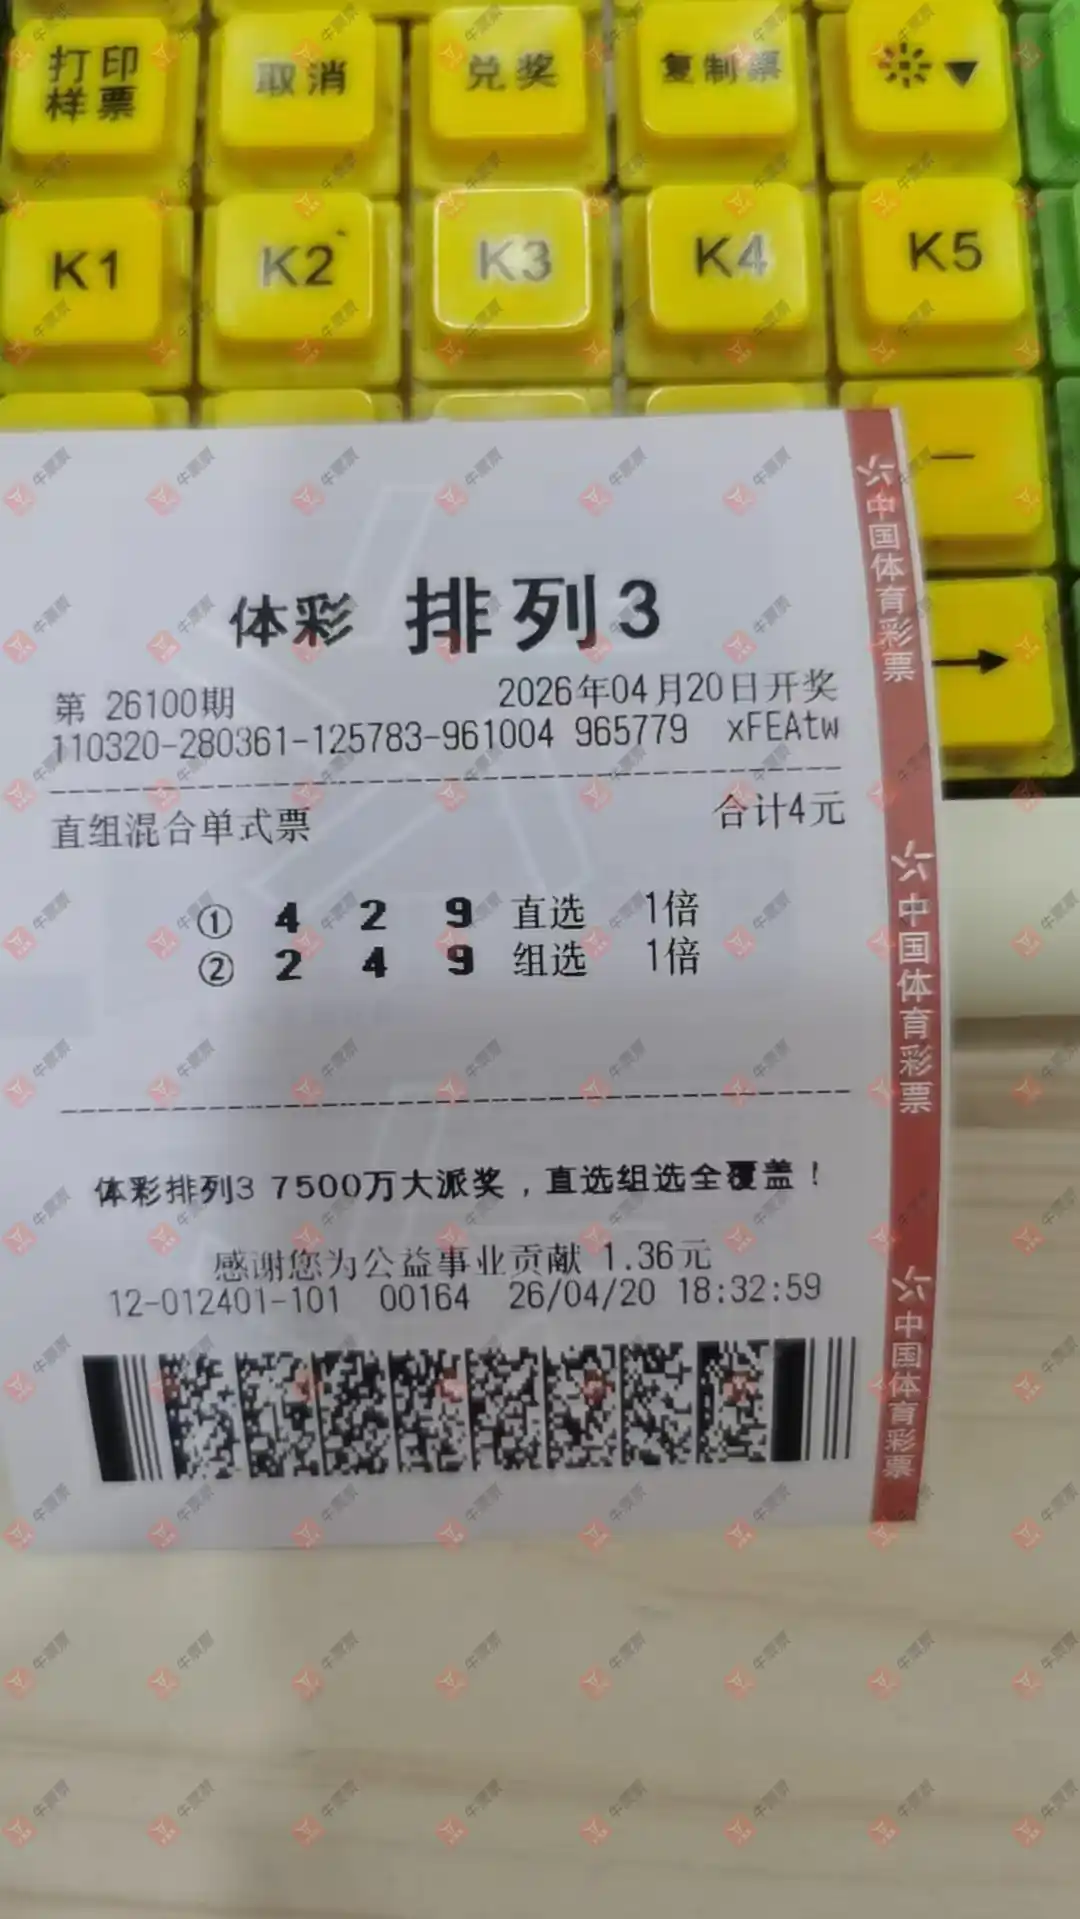 打印 取消 兑奖 复制票
样票
K1 K2 K3 K4 K5
体彩 排列3
第 26100期 2026年04月20日开奖
110320-280361-125783-961004 965779 xFEAtw
直组混合单式票 合计4元
① 4 2 9 直选 1倍
② 2 4 9 组选 1倍
体彩排列3 7500万大派奖，直选组选全覆盖！
感谢您为公益事业贡献 1.36元
12-012401-101 00164 26/04/20 18:32:59
中国体育彩票
中国体育彩票
中国体育彩票
牛票票